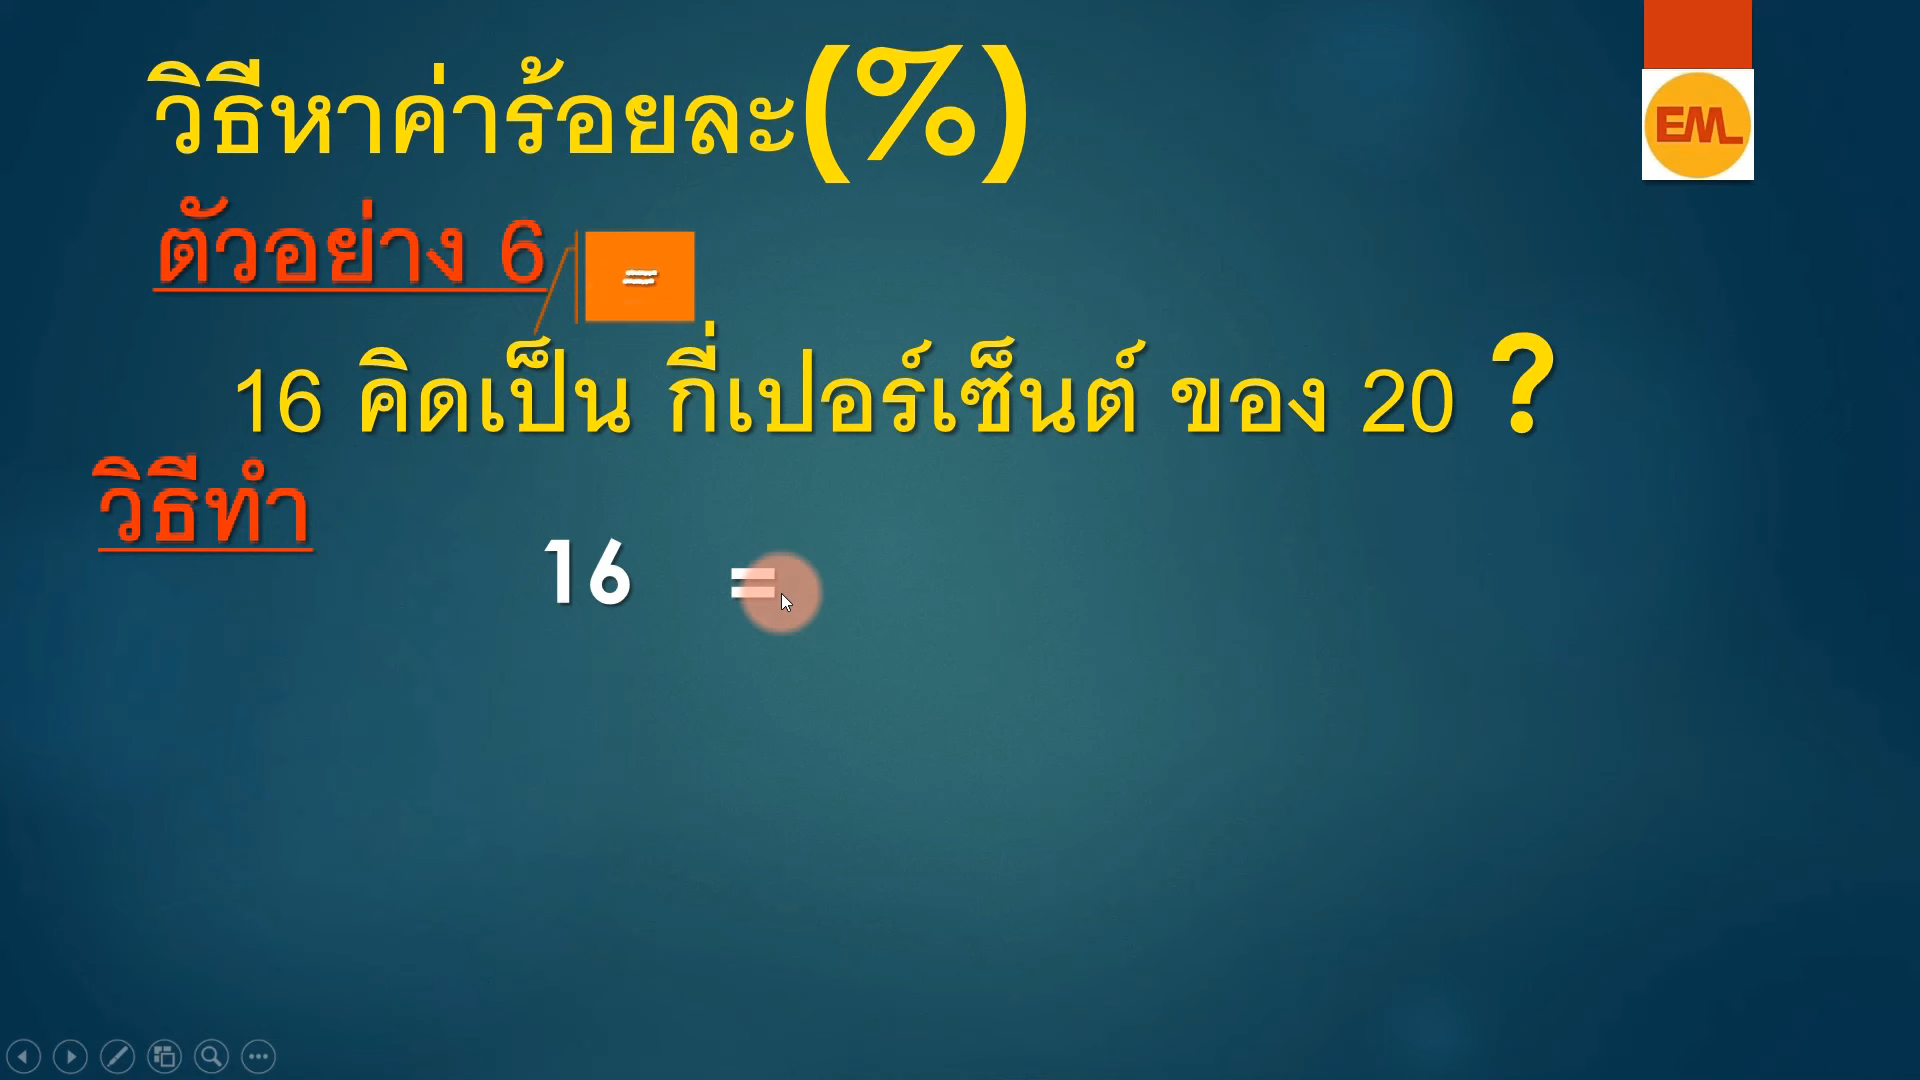 วิธีหาค่าร้อยละ(%)
EML
ตัวอย่าง 6
=
16 คิดเป็น กี่เปอร์เซ็นต์ ของ 20 ?
วิธีทำ
16 =